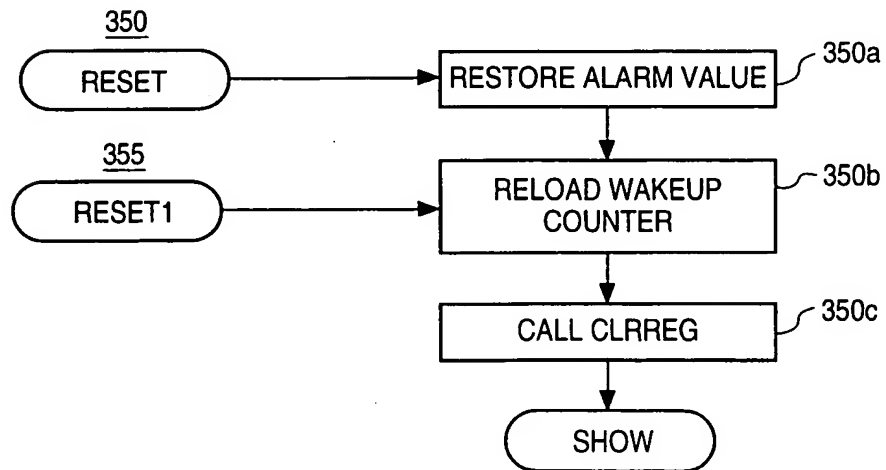 350
RESET
RESTORE ALARM VALUE
350a
355
RESET1
RELOAD WAKEUP
COUNTER
350b
CALL CLRREG
350c
SHOW